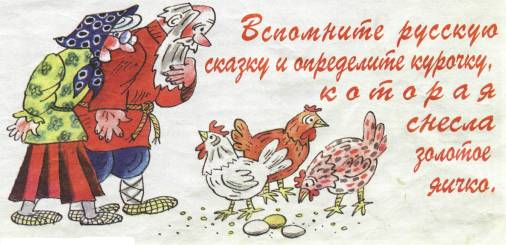 Вспомните русскую
сказку и определите курочку,
которая
снесла
золотое
яичко.